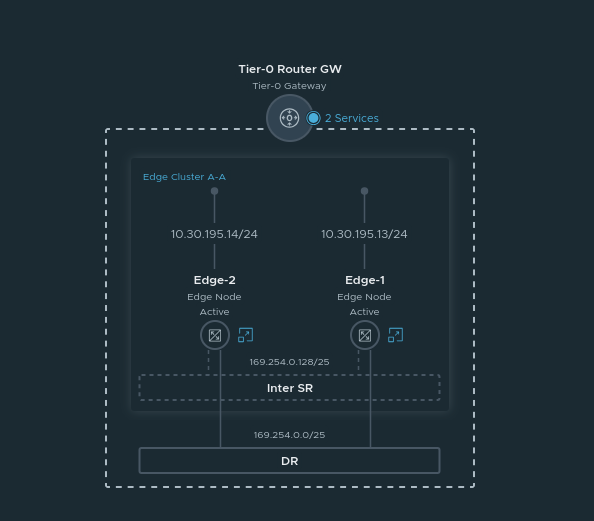 Tier-0 Router GW
Tier-0 Gateway
2 Services
Edge Cluster A-A
10.30.195.14/24
10.30.195.13/24
Edge-2
Edge Node
Active
Edge-1
Edge Node
Active
169.254.0.128/25
Inter SR
169.254.0.0/25
DR